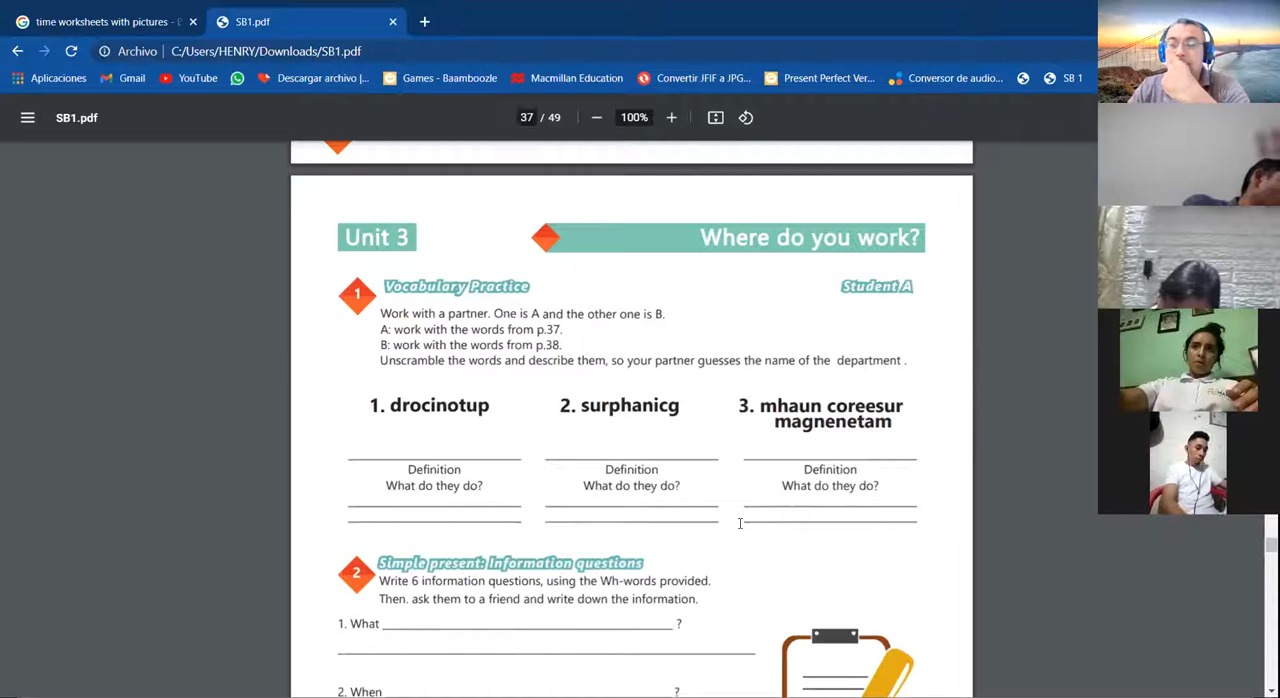 time worksheets with pictures - B
SB1.pdf
Archivo | C:/Users/HENRY/Downloads/SB1.pdf
Aplicaciones Gmail YouTube Descargar archivo |... Games - Baamboozle Macmillan Education Convertir JFIF a JPG... Present Perfect Ver... Conversor de audio... SB 1
SB1.pdf 37 / 49 100%
Unit 3 Where do you work?
1 Vocabulary Practice Student A
Work with a partner. One is A and the other one is B.
A: work with the words from p.37.
B: work with the words from p.38.
Unscramble the words and describe them, so your partner guesses the name of the department .
1. drocinotup 2. surphanicg 3. mhaun coreesur
magnenetam
Definition Definition Definition
What do they do? What do they do? What do they do?
2 Simple present: Information questions
Write 6 information questions, using the Wh-words provided.
Then. ask them to a friend and write down the information.
1. What ?
2. When ?